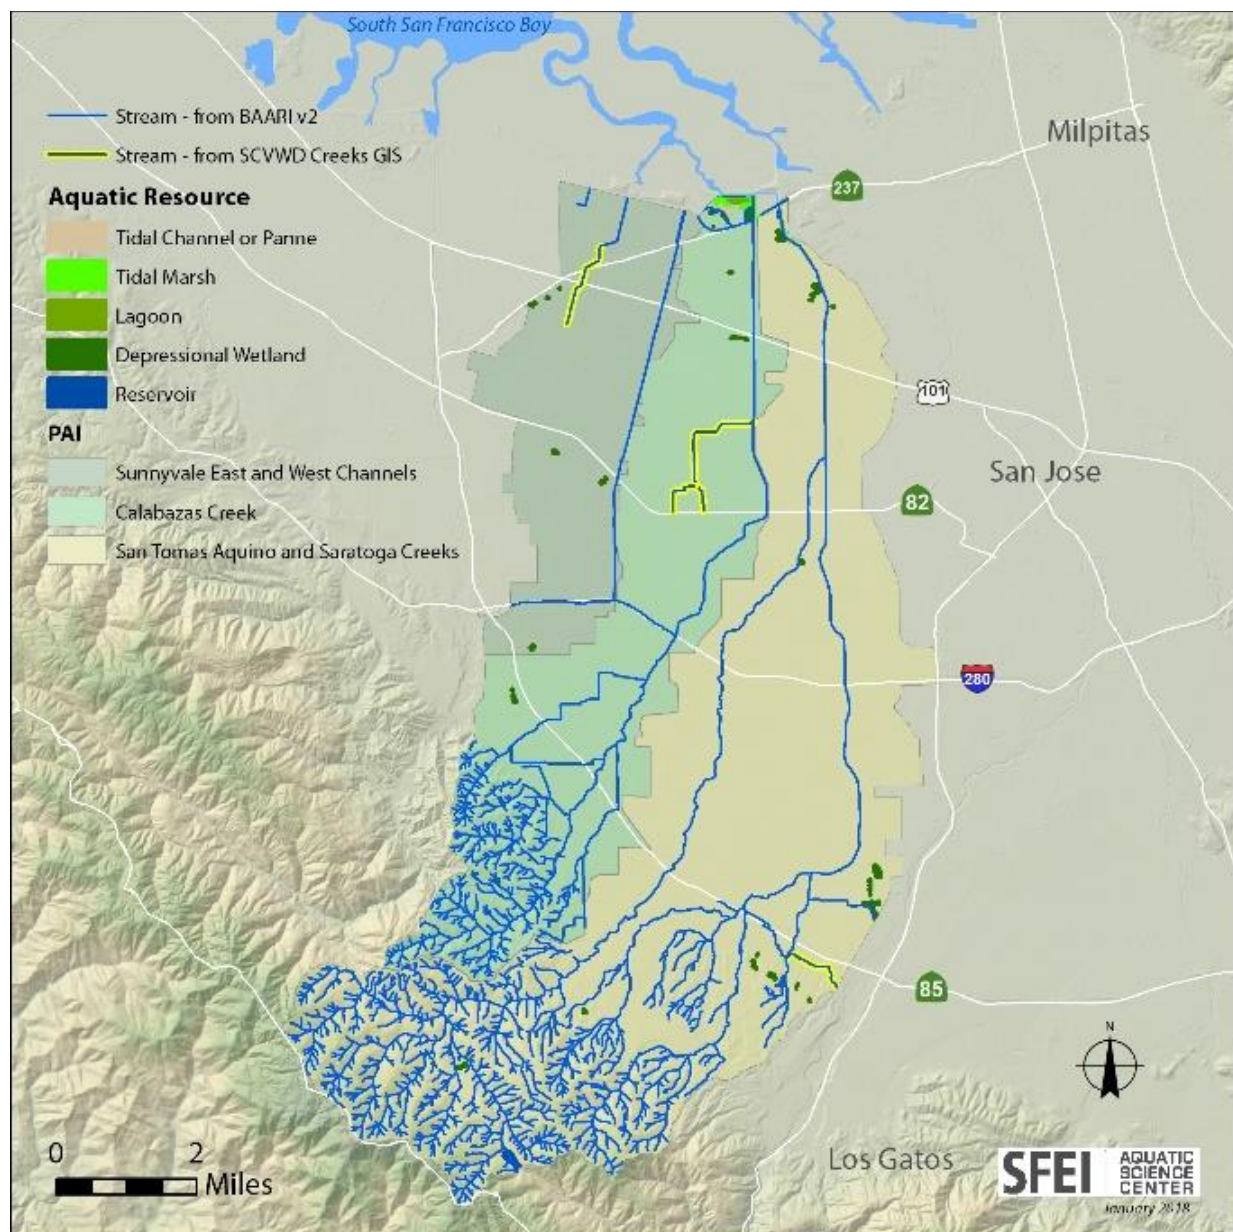 South San Francisco Bay
Stream - from BAARI v2
Stream - from SCVWD Creeks GIS
Milpitas
237
Aquatic Resource
Tidal Channel or Panne
Tidal Marsh
Lagoon
Depressional Wetland
Reservoir
101
PAI
Sunnyvale East and West Channels
San Jose
Calabazas Creek
82
San Tomas Aquino and Saratoga Creeks
280
85
N
0 2
Miles
Los Gatos
SFEI
AQUATIC
SCIENCE
CENTER
January 2018